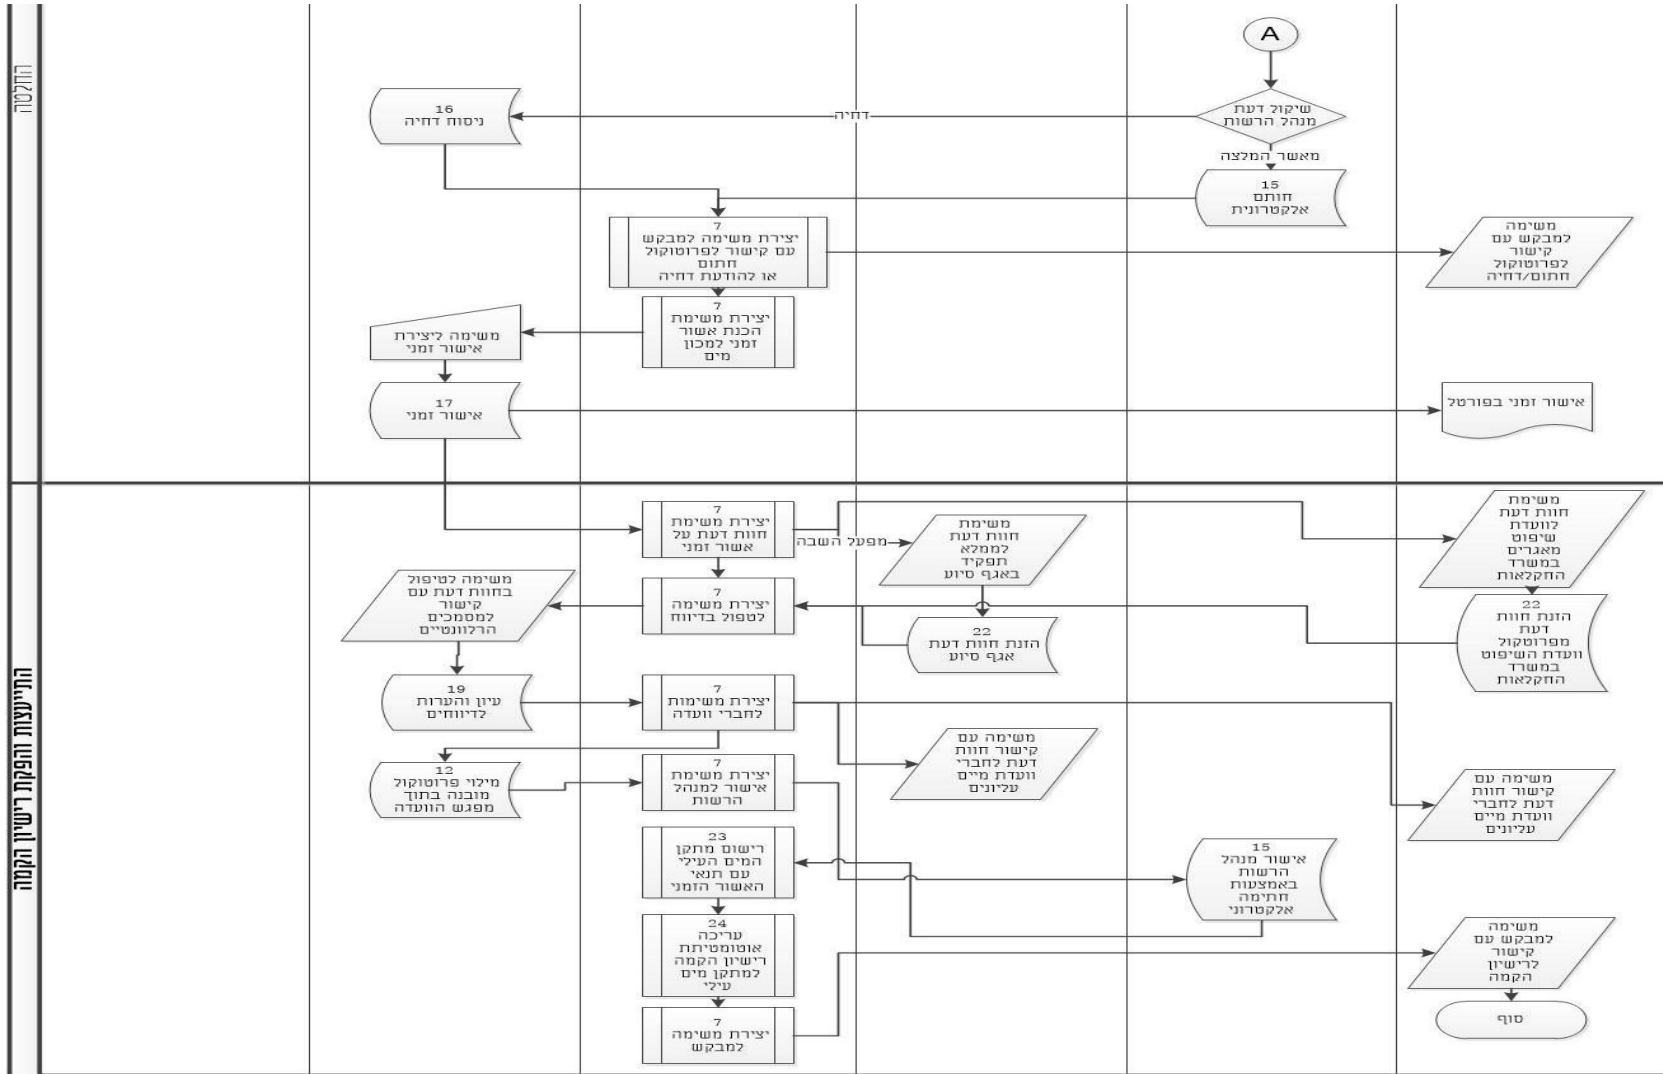 החלטה
A
שיקול דעת
מנהל הרשות
דחיה
מאשר המלצה
16
ניסוח דחיה
15
חותם
אלקטרונית
7
יצירת משימה למבקש
עם קישור לפרוטוקול
חתום
או להודעת דחיה
משימה
למבקש עם
קישור
לפרוטוקול
חתום/דחיה
7
יצירת משימת
הכנת אשור
זמני למכון
מים
משימה ליצירת
אישור זמני
17
אישור זמני
אישור זמני בפורטל
התייעצות והפקת רישיון הקמה
7
יצירת משימת
חוות דעת על
אשור זמני
מפעל השבה
משימת
חוות דעת
לממלא
תפקיד
באגף סיוע
משימת
חוות דעת
לוועדת
שיפוט
מאגרים
במשרד
החקלאות
7
יצירת משימה
לטפול בדיווח
משימה לטיפול
בחוות דעת עם
קישור
למסמכים
הרלוונטיים
22
הזנת חוות דעת
אגף סיוע
22
הזנת חוות
דעת
מפרוטקול
וועדת השיפוט
במשרד
החקלאות
19
עיון והערות
לדיווחים
7
יצירת משימות
לחברי וועדה
משימה עם
קישור חוות
דעת לחברי
וועדת מיים
עליונים
משימה עם
קישור חוות
דעת לחברי
וועדת מיים
עליונים
12
מילוי פרוטוקול
מובנה בתוך
מפגש הוועדה
7
יצירת משימת
אישור למנהל
הרשות
15
אישור מנהל
הרשות
באמצעות
חתימה
אלקטרוני
23
רישום מתקן
המים העילי
עם תנאי
האשור הזמני
24
עריכה
אוטומטיתת
רישיון הקמה
למתקן מים
עילי
7
יצירת משימה
למבקש
משימה
למבקש עם
קישור
לרישיון
הקמה
סוף